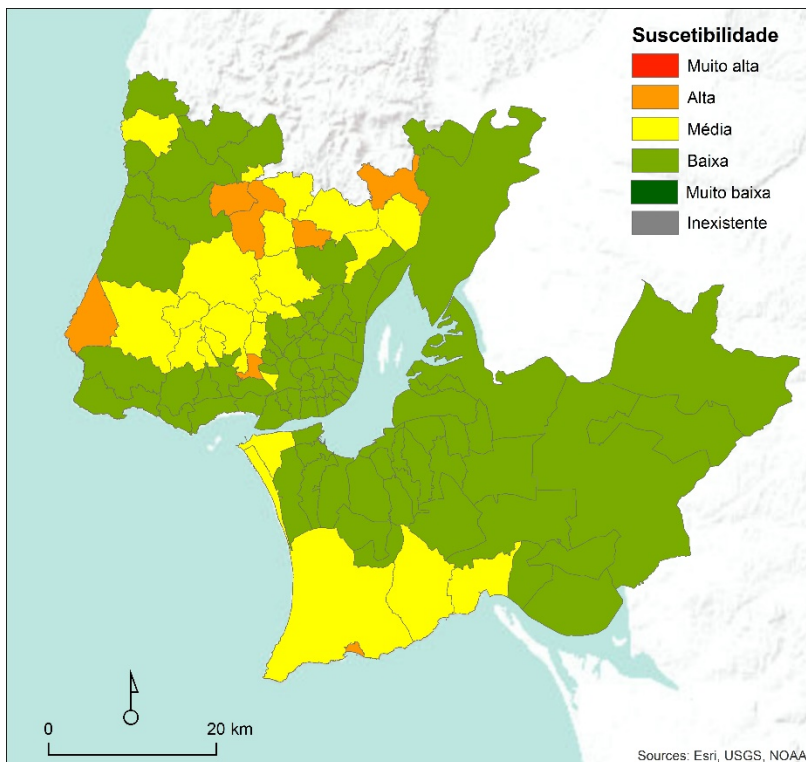 Suscetibilidade
Muito alta
Alta
Média
Baixa
Muito baixa
Inexistente
0 20 km
Sources: Esri, USGS, NOAA